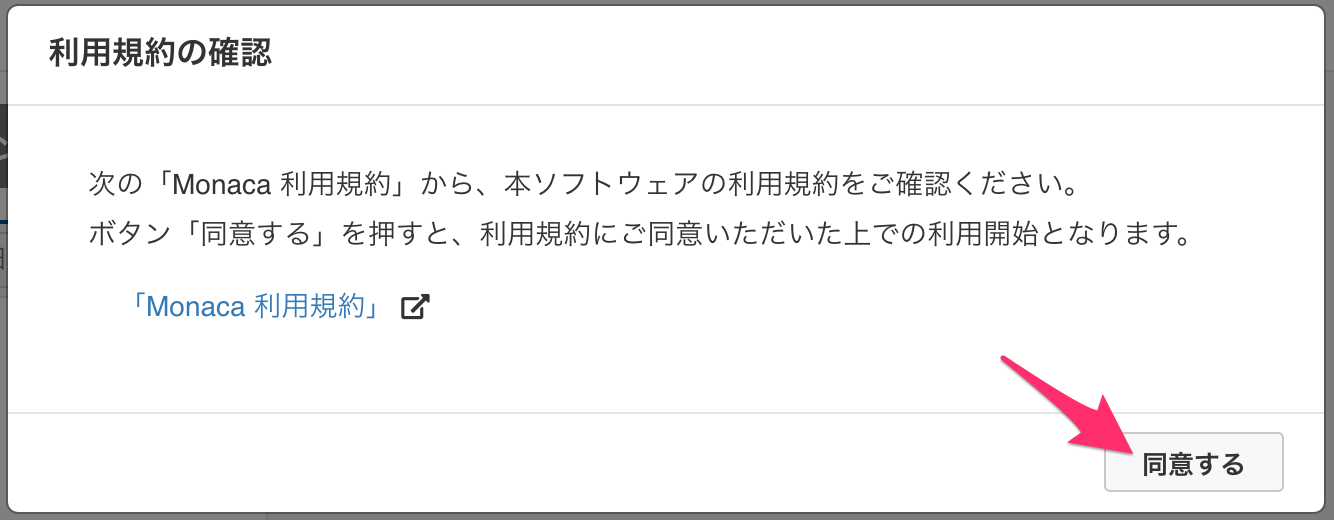 利用規約の確認
次の「Monaca 利用規約」から、本ソフトウェアの利用規約をご確認ください。
ボタン「同意する」を押すと、利用規約にご同意いただいた上での利用開始となります。
「Monaca 利用規約」
同意する